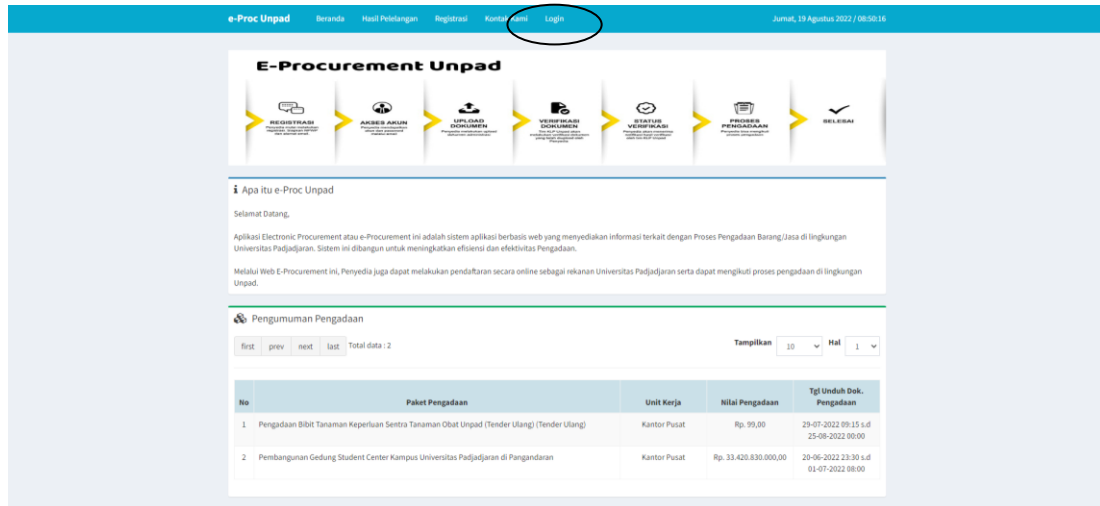 e-Proc Unpad Beranda Hasil Pelelangan Registrasi Kontak Kami Login Jumat, 19 Agustus 2022 / 08:50:16
E-Procurement Unpad
REGISTRASI
AKSES AKUN
UPLOAD
DOKUMEN
VERIFIKASI
DOKUMEN
STATUS
VERIFIKASI
PROSES
PENGADAAN
SELESAI
Apa itu e-Proc Unpad
Selamat Datang,
Aplikasi Electronic Procurement atau e-Procurement ini adalah sistem aplikasi berbasis web yang menyediakan informasi terkait dengan Proses Pengadaan Barang/Jasa di lingkungan
Universitas Padjadjaran. Sistem ini dibangun untuk meningkatkan efisiensi dan efektivitas Pengadaan.
Melalui Web E-Procurement ini, Penyedia juga dapat melakukan pendaftaran secara online sebagai rekanan Universitas Padjadjaran serta dapat mengikuti proses pengadaan di lingkungan
Unpad.
Pengumuman Pengadaan
first prev next last Total data : 2 Tampilkan 10 Hal 1
No Paket Pengadaan Unit Kerja Nilai Pengadaan Tgl Unduh Dok.
Pengadaan
1 Pengadaan Bibit Tanaman Keperluan Sentra Tanaman Obat Unpad (Tender Ulang) (Tender Ulang) Kantor Pusat Rp. 99,00 29-07-2022 09:15 s.d
25-08-2022 00:00
2 Pembangunan Gedung Student Center Kampus Universitas Padjadjaran di Pangandaran Kantor Pusat Rp. 33.420.830.000,00 20-06-2022 23:30 s.d
01-07-2022 08:00